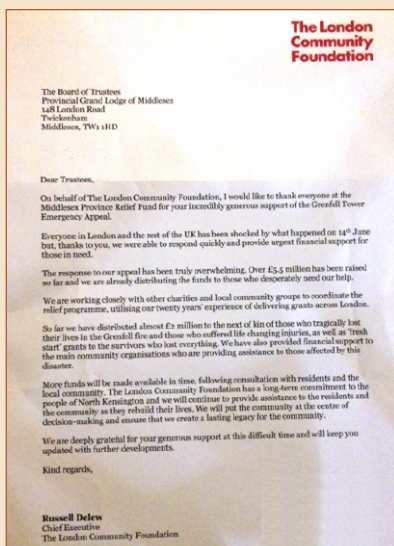 The London
Community
Foundation
The Board of Trustees
Provincial Grand Lodge of Middlesex
148 London Road
Twickenham
Middlesex, TW1 1HD
Dear Trustees,
On behalf of The London Community Foundation, I would like to thank everyone at the
Middlesex Province Relief Fund for your incredibly generous support of the Grenfell Tower
Emergency Appeal.
Everyone in London and the rest of the UK has been shocked by what happened on 14th June
but, thanks to you, we were able to respond quickly and provide urgent financial support for
those in need.
The response to our appeal has been truly overwhelming. Over £5.5 million has been raised
so far and we are already distributing the funds to those who desperately need our help.
We are working closely with other charities and local community groups to coordinate the
relief programme, utilising our twenty years' experience of delivering grants across London.
So far we have distributed almost £2 million to the next of kin of those who tragically lost
their lives in the Grenfell fire and those who suffered life changing injuries, as well as 'fresh
start' grants to the survivors who lost everything. We have also provided financial support to
the main community organisations who are providing assistance to those affected by this
disaster.
More funds will be made available in time, following consultation with residents and the
local community. The London Community Foundation has a long-term commitment to the
people of North Kensington and we will continue to provide assistance to the residents and
the community as they rebuild their lives. We will put the community at the centre of
decision-making and ensure that we create a lasting legacy for the community.
We are deeply grateful for your generous support at this difficult time and will keep you
updated with further developments.
Kind regards,
Russell Delew
Chief Executive
The London Community Foundation